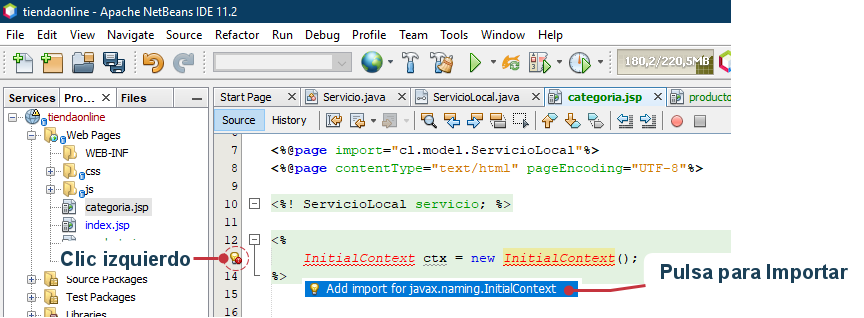 tiendaonline - Apache NetBeans IDE 11.2
File Edit View Navigate Source Refactor Run Debug Profile Team Tools Window Help
180,2/220,5MB
Services Pro... Files
Start Page Servicio.java ServicioLocal.java categoria.jsp producto
Source History
tiendaonline
Web Pages
WEB-INF
css
js
categoria.jsp
index.jsp
Source Packages
Test Packages
Libraries
7 <%@page import="cl.model.ServicioLocal"%>
8 <%@page contentType="text/html" pageEncoding="UTF-8"%>
9
10 <%! ServicioLocal servicio; %>
11
12 <%
InitialContext ctx = new InitialContext();
14 %>
15
16
Clic izquierdo
Add import for javax.naming.InitialContext
Pulsa para Importar